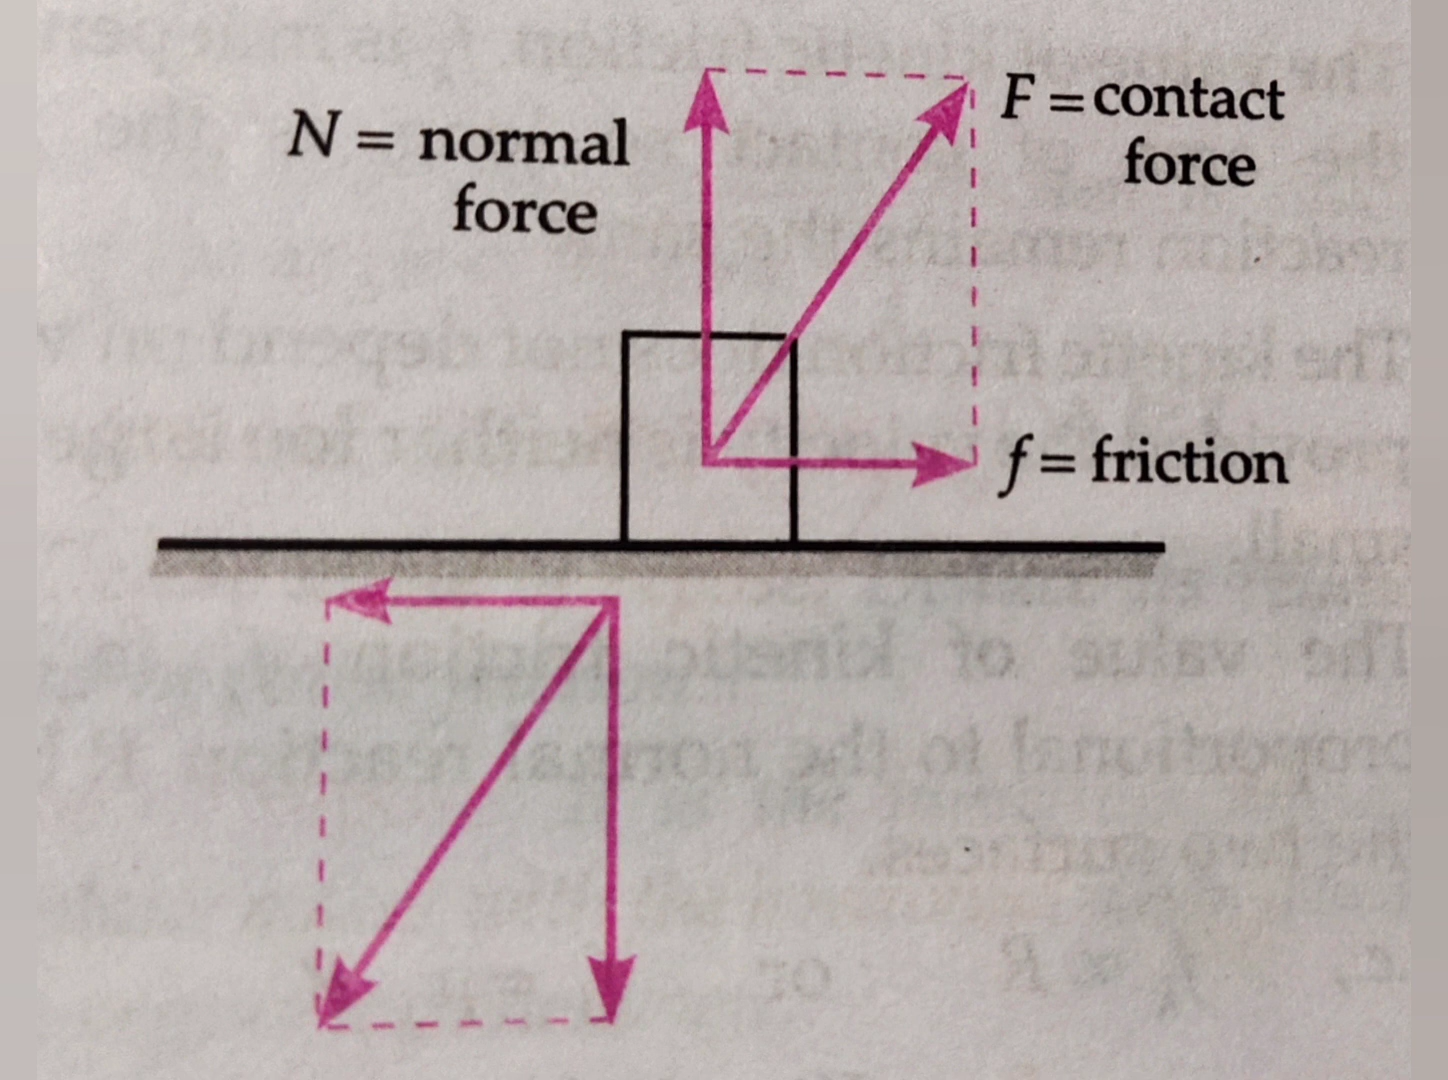 N = normal
force
F = contact
force
f = friction